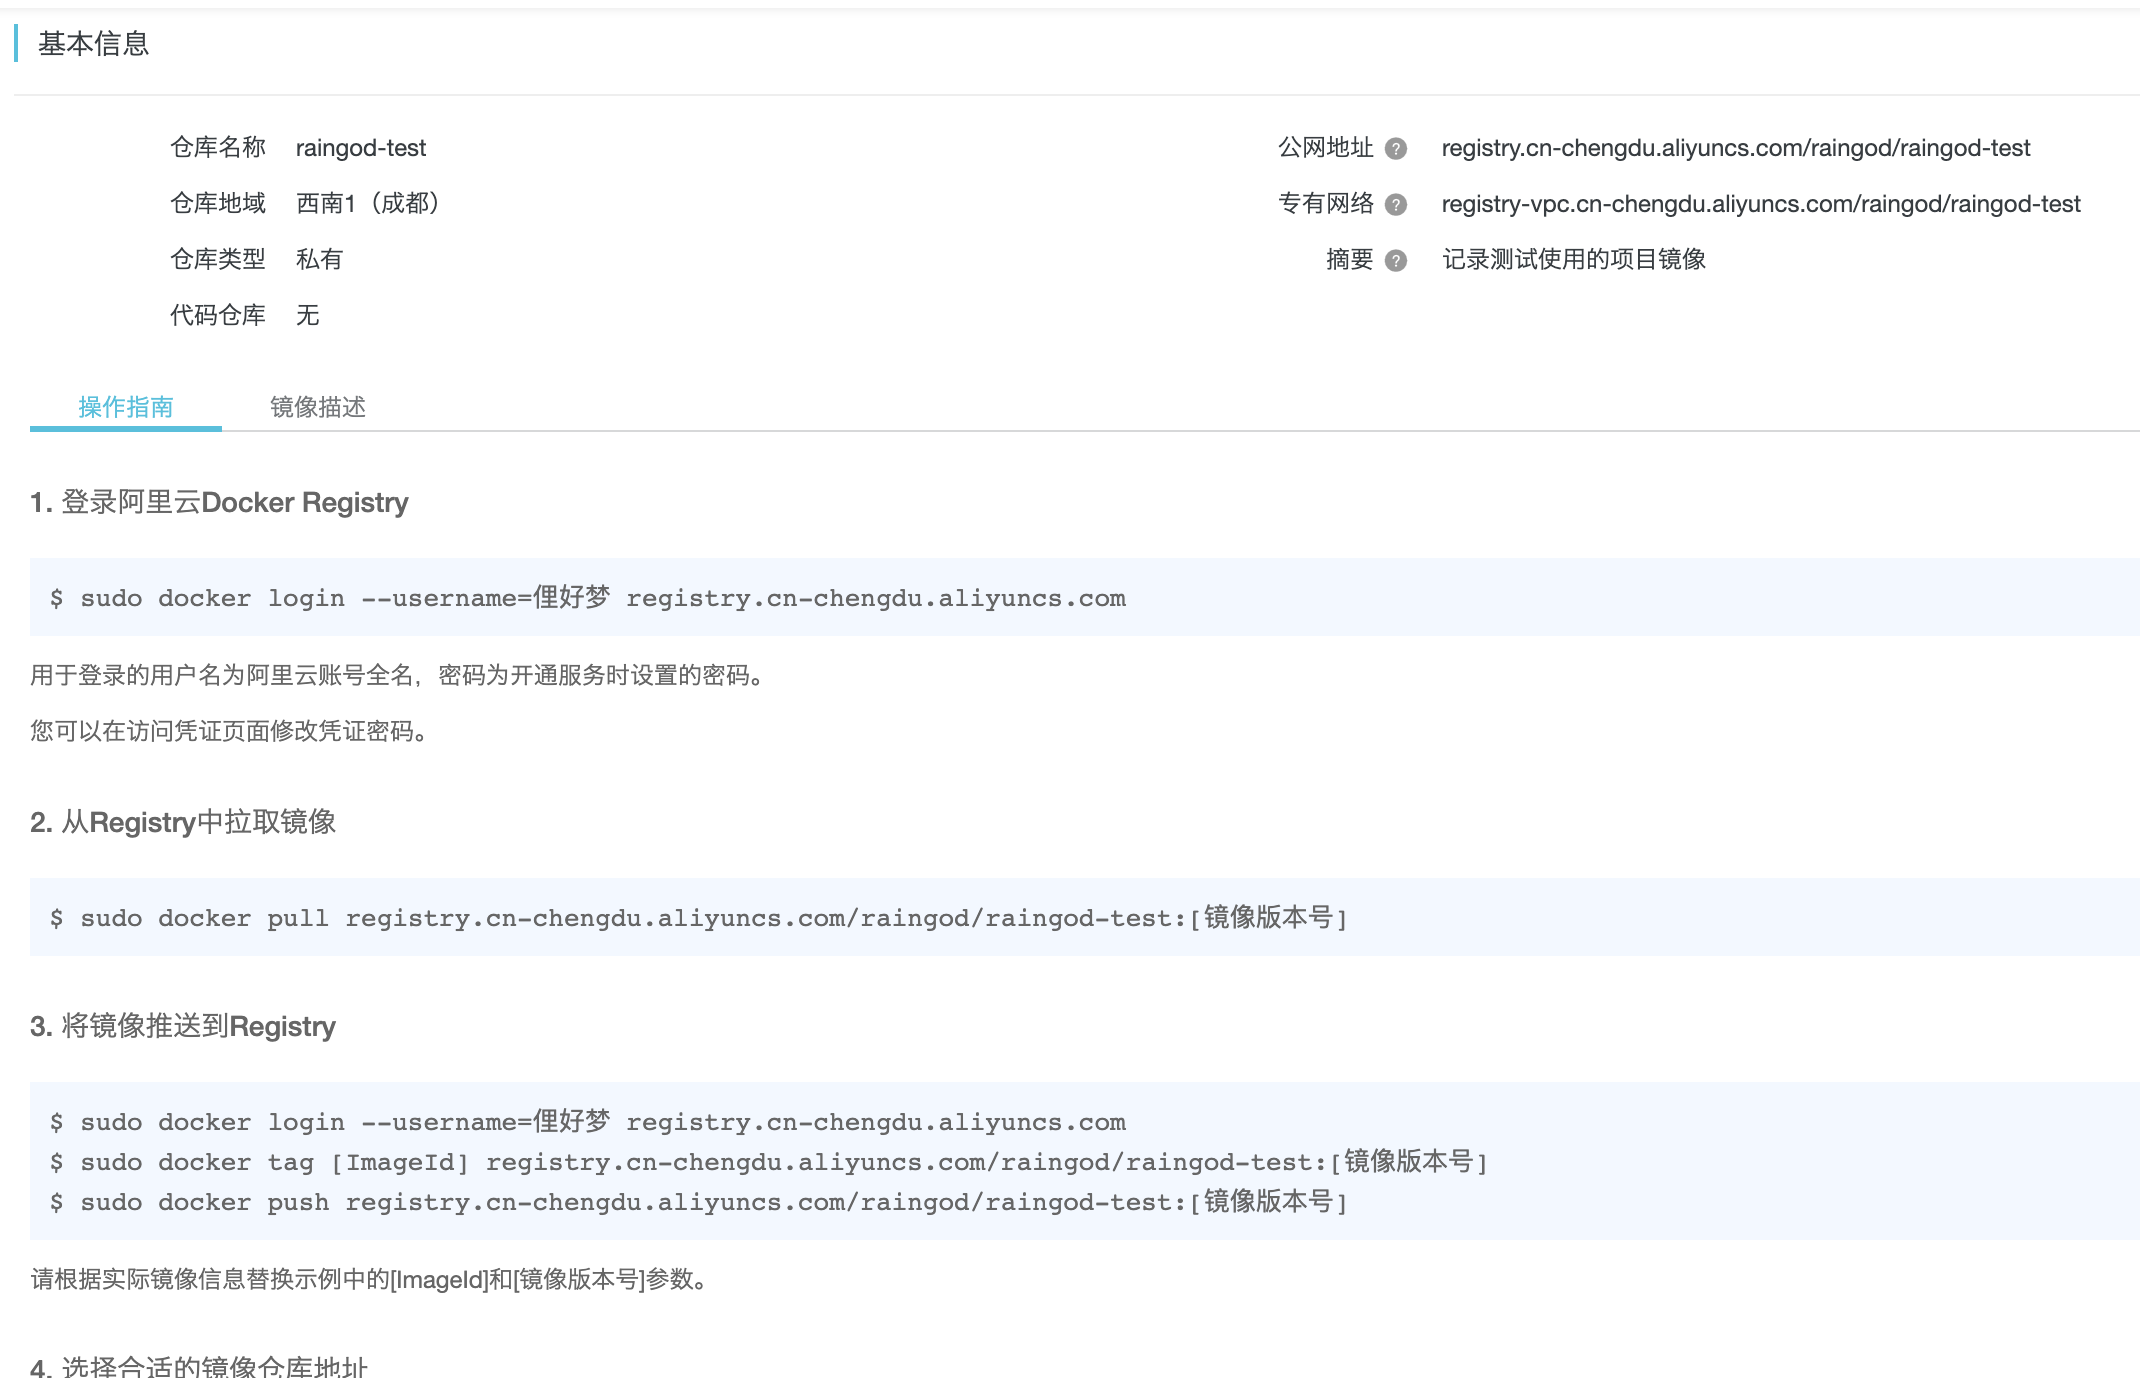 基本信息
仓库名称 raingod-test
公网地址 ? registry.cn-chengdu.aliyuncs.com/raingod/raingod-test
仓库地域 西南1（成都）
专有网络 ? registry-vpc.cn-chengdu.aliyuncs.com/raingod/raingod-test
仓库类型 私有
摘要 ? 记录测试使用的项目镜像
代码仓库 无
操作指南 镜像描述
1. 登录阿里云Docker Registry
$ sudo docker login --username=俚好梦 registry.cn-chengdu.aliyuncs.com
用于登录的用户名为阿里云账号全名，密码为开通服务时设置的密码。
您可以在访问凭证页面修改凭证密码。
2. 从Registry中拉取镜像
$ sudo docker pull registry.cn-chengdu.aliyuncs.com/raingod/raingod-test:[镜像版本号]
3. 将镜像推送到Registry
$ sudo docker login --username=俚好梦 registry.cn-chengdu.aliyuncs.com
$ sudo docker tag [ImageId] registry.cn-chengdu.aliyuncs.com/raingod/raingod-test:[镜像版本号]
$ sudo docker push registry.cn-chengdu.aliyuncs.com/raingod/raingod-test:[镜像版本号]
请根据实际镜像信息替换示例中的[ImageId]和[镜像版本号]参数。
4. 选择合适的镜像仓库地址